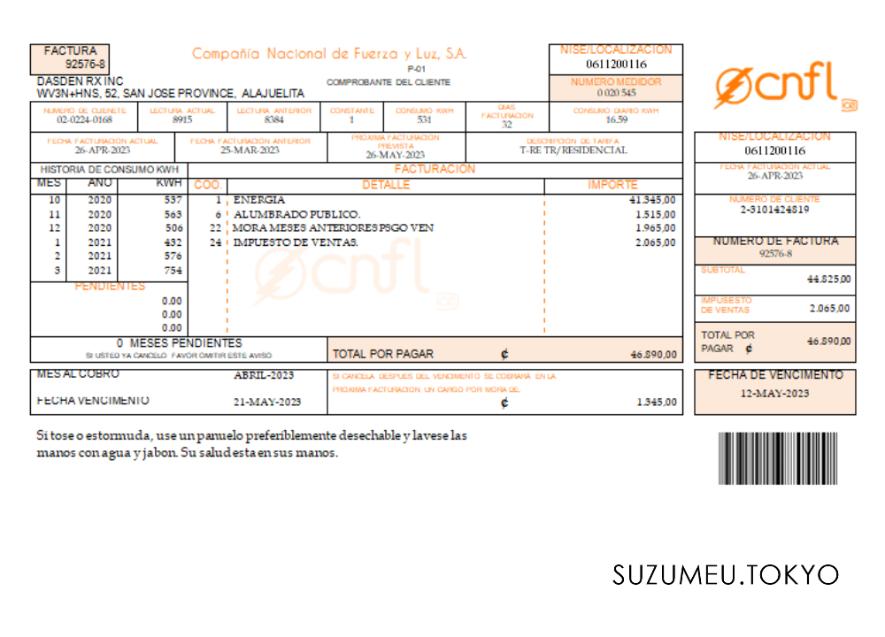 FACTURA
92576-8
Compañía Nacional de Fuerza y Luz, S.A.
P-01
COMPROBANTE DEL CLIENTE
NISE/LOCALIZACION
0611200116
NUMERO MEDIDOR
0 020 545
cnfl
DASDEN RX INC
WV3N+HNS, 52, SAN JOSE PROVINCE, ALAJUELITA
NUMERO DE CLIENETE LECTURA ACTUAL LECTURA ANTERIOR CONSTANTE CONSUMO KWH DIAS FACTURACION CONSUMO DIARIO KWH
02-0224-0168 8915 8384 1 531 32 16.59
FECHA FACTURACION ACTUAL FECHA FACTURACION ANTERIOR PROXIMA FACTURACION PREVISTA DESCRIPCION DE TARIFA
26-APR-2023 25-MAR-2023 26-MAY-2023 T-RE TR/RESIDENCIAL
NISE/LOCALIZACION
0611200116
FECHA FACTURACION ACTUAL
26-APR-2023
NUMERO DE CLIENTE
2-3101424819
NUMERO DE FACTURA
92576-8
SUBTOTAL
44.825,00
IMPUSESTO
DE VENTAS 2.065,00
TOTAL POR
PAGAR ₡ 46.890,00
HISTORIA DE CONSUMO KWH FACTURACION
MES ANO KWH COD. DETALLE IMPORTE
10 2020 537 1 ENERGIA 41.345,00
11 2020 563 6 ALUMBRADO PUBLICO. 1.515,00
12 2020 506 22 MORA MESES ANTERIORES PSGO VEN 1.965,00
1 2021 432 24 IMPUESTO DE VENTAS. 2.065,00
2 2021 576
3 2021 754
cnfl
PENDIENTES
0.00
0.00
0.00
0 MESES PENDIENTES
SI USTED YA CANCELO FAVOR OMITIR ESTE AVISO
TOTAL POR PAGAR ₡ 46.890,00
MES AL COBRO ABRIL-2023
FECHA VENCIMENTO 21-MAY-2023
SI CANCELA DESPUES DEL VENCIMENTO SE COBRARA EN LA
PROXIMA FACTURACION UN CARGO POR MORA DE.
₡ 1.345,00
FECHA DE VENCIMENTO
12-MAY-2023
Si tose o estormuda, use un panuelo preferiblemente desechable y lavese las
manos con agua y jabon. Su salud esta en sus manos.
SUZUMEU.TOKYO